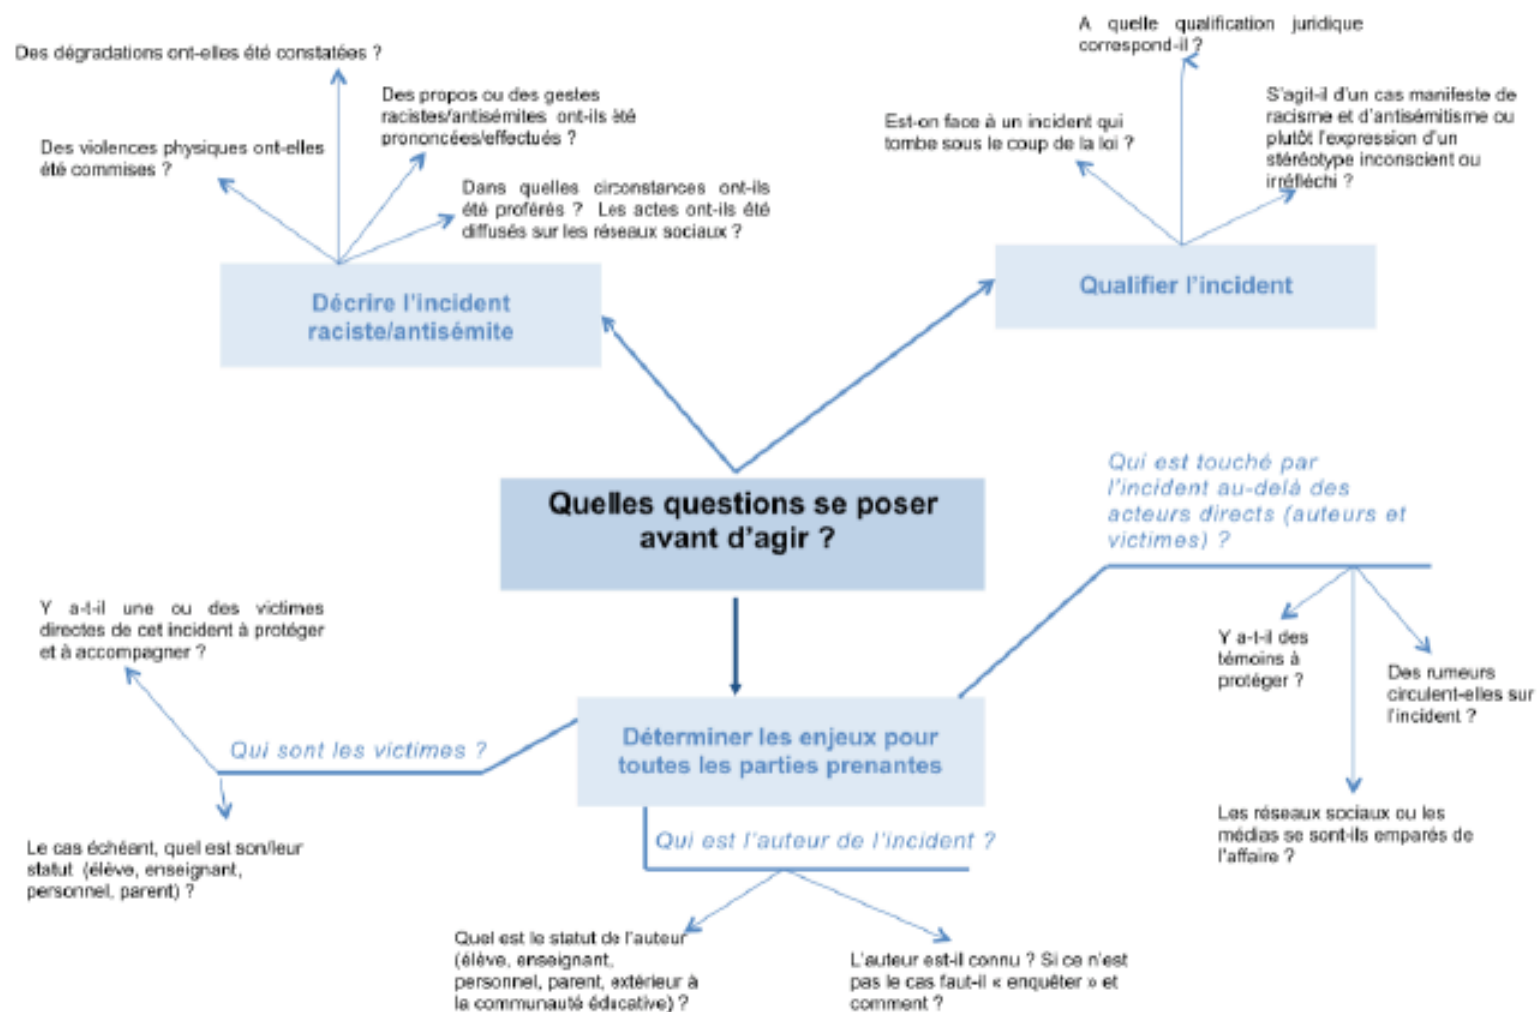 Des dégradations ont-elles été constatées ?
Des propos ou des gestes
racistes/antisémites ont-ils été
prononcées/effectués ?
Des violences physiques ont-elles
été commises ?
Dans quelles circonstances ont-ils
été proférés ? Les actes ont-ils été
diffusés sur les réseaux sociaux ?
Décrire l'incident
raciste/antisémite
A quelle qualification juridique
correspond-il ?
S'agit-il d'un cas manifeste de
racisme et d'antisémitisme ou
plutôt l'expression d'un
stéréotype inconscient ou
irréfléchi ?
Est-on face à un incident qui
tombe sous le coup de la loi ?
Qualifier l'incident
Quelles questions se poser
avant d'agir ?
Qui est touché par
l'incident au-delà des
acteurs directs (auteurs et
victimes) ?
Y a-t-il des
témoins à
protéger ?
Des rumeurs
circulent-elles sur
l'incident ?
Les réseaux sociaux ou les
médias se sont-ils emparés de
l'affaire ?
Y a-t-il une ou des victimes
directes de cet incident à protéger
et à accompagner ?
Qui sont les victimes ?
Le cas échéant, quel est son/leur
statut (élève, enseignant,
personnel, parent) ?
Déterminer les enjeux pour
toutes les parties prenantes
Qui est l'auteur de l'incident ?
Quel est le statut de l'auteur
(élève, enseignant,
personnel, parent, extérieur à
la communauté éducative) ?
L'auteur est-il connu ? Si ce n'est
pas le cas faut-il « enquêter » et
comment ?